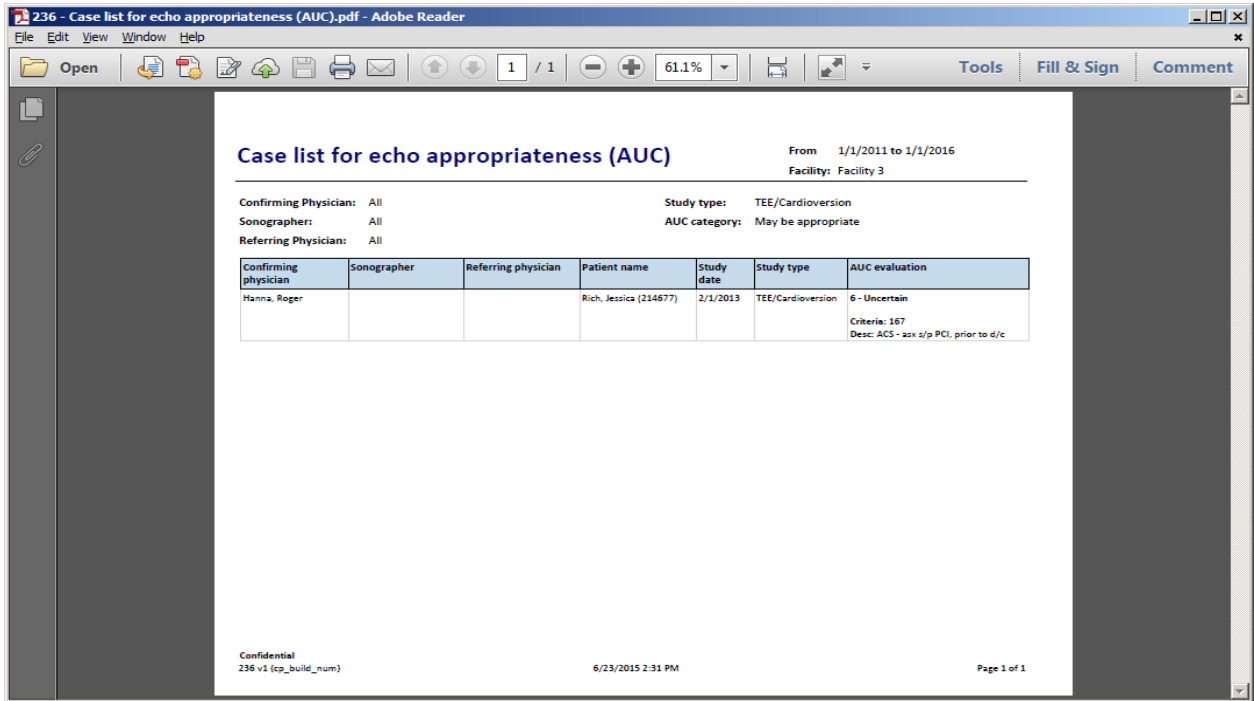 236 - Case list for echo appropriateness (AUC).pdf - Adobe Reader
File Edit View Window Help
Open 1 / 1 61.1% Tools Fill & Sign Comment
Case list for echo appropriateness (AUC)
From 1/1/2011 to 1/1/2016
Facility: Facility 3
Confirming Physician: All
Sonographer: All
Referring Physician: All
Study type: TEE/Cardioversion
AUC category: May be appropriate
Confirming physician Sonographer Referring physician Patient name Study date Study type AUC evaluation
Hanna, Roger Rich, Jessica (214677) 2/1/2013 TEE/Cardioversion 6 - Uncertain
Criteria: 167
Desc: ACS - asx s/p PCI, prior to d/c
Confidential
236 v1 {cp_build_num} 6/23/2015 2:31 PM Page 1 of 1